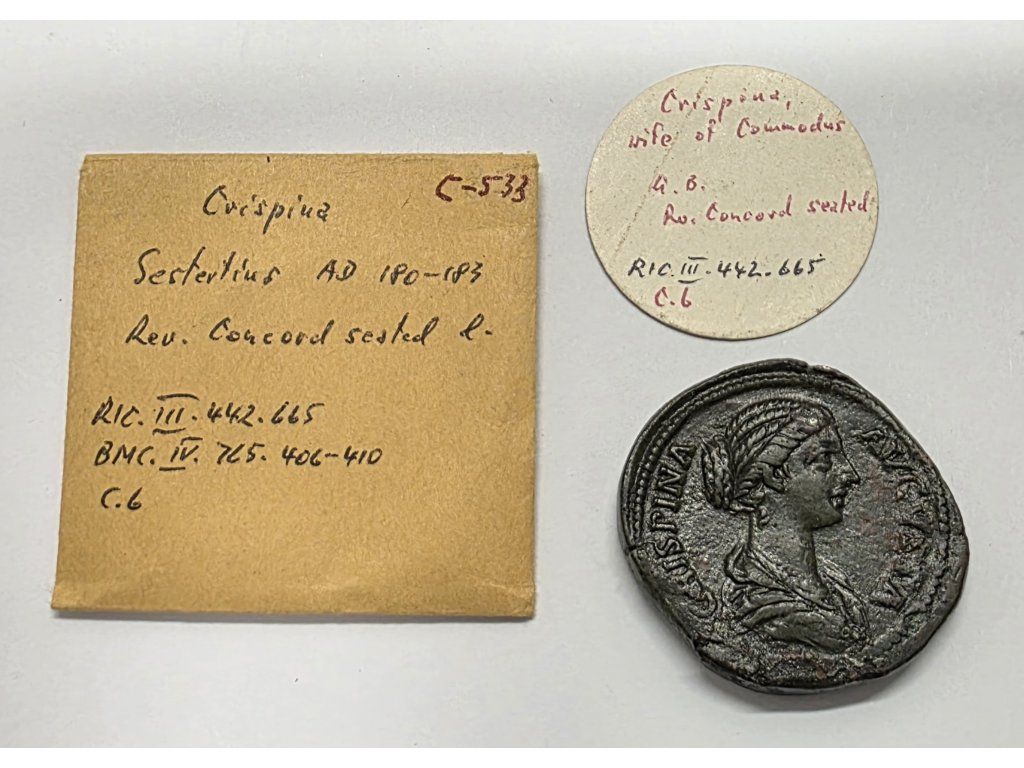 C-533
Crispina
Sestertius AD 180-183
Rev. Concord seated l.
RIC. III. 442. 665
BMC. IV. 765. 406-410
C.6
Crispina,
wife of Commodus
G. B.
Rv. Concord seated
RIC. III. 442. 665
C.6
CRISPINA AVGVSTA